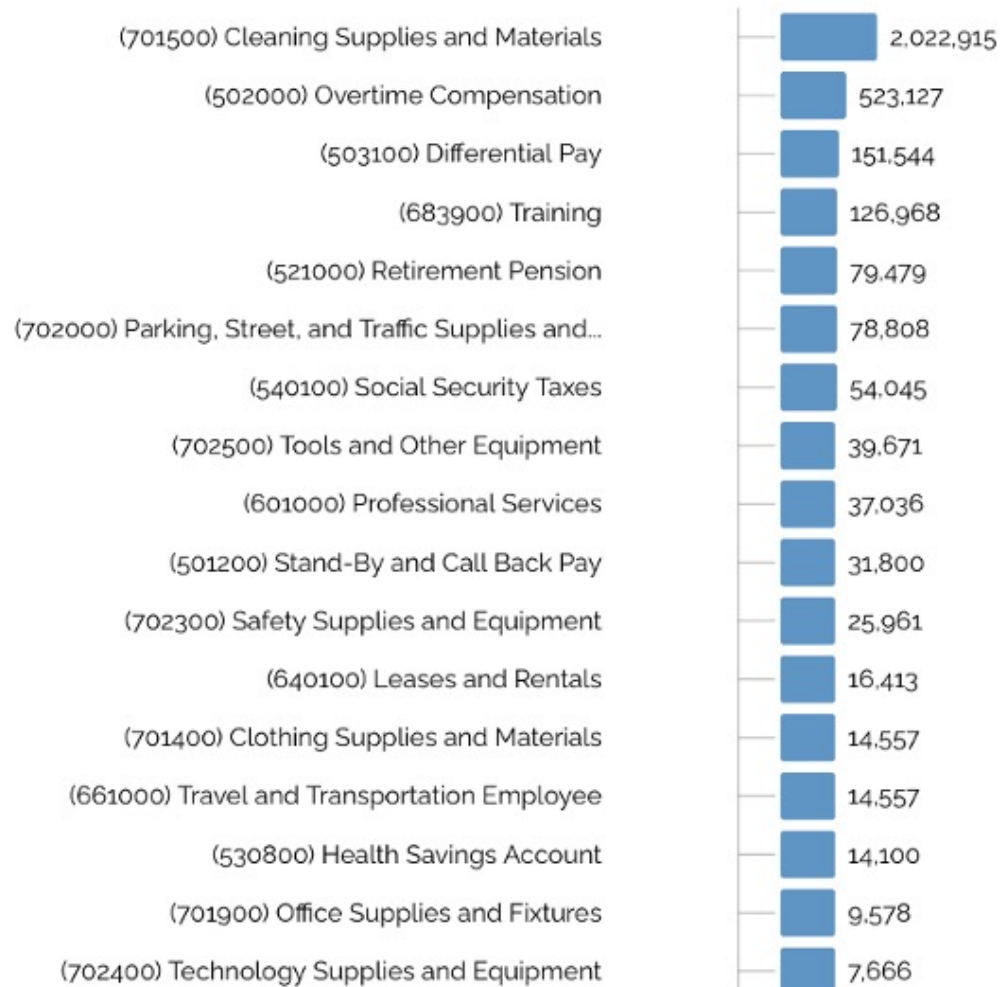 (701500) Cleaning Supplies and Materials 2,022,915
(502000) Overtime Compensation 523,127
(503100) Differential Pay 151,544
(683900) Training 126,968
(521000) Retirement Pension 79,479
(702000) Parking, Street, and Traffic Supplies and... 78,808
(540100) Social Security Taxes 54,045
(702500) Tools and Other Equipment 39,671
(601000) Professional Services 37,036
(501200) Stand-By and Call Back Pay 31,800
(702300) Safety Supplies and Equipment 25,961
(640100) Leases and Rentals 16,413
(701400) Clothing Supplies and Materials 14,557
(661000) Travel and Transportation Employee 14,557
(530800) Health Savings Account 14,100
(701900) Office Supplies and Fixtures 9,578
(702400) Technology Supplies and Equipment 7,666